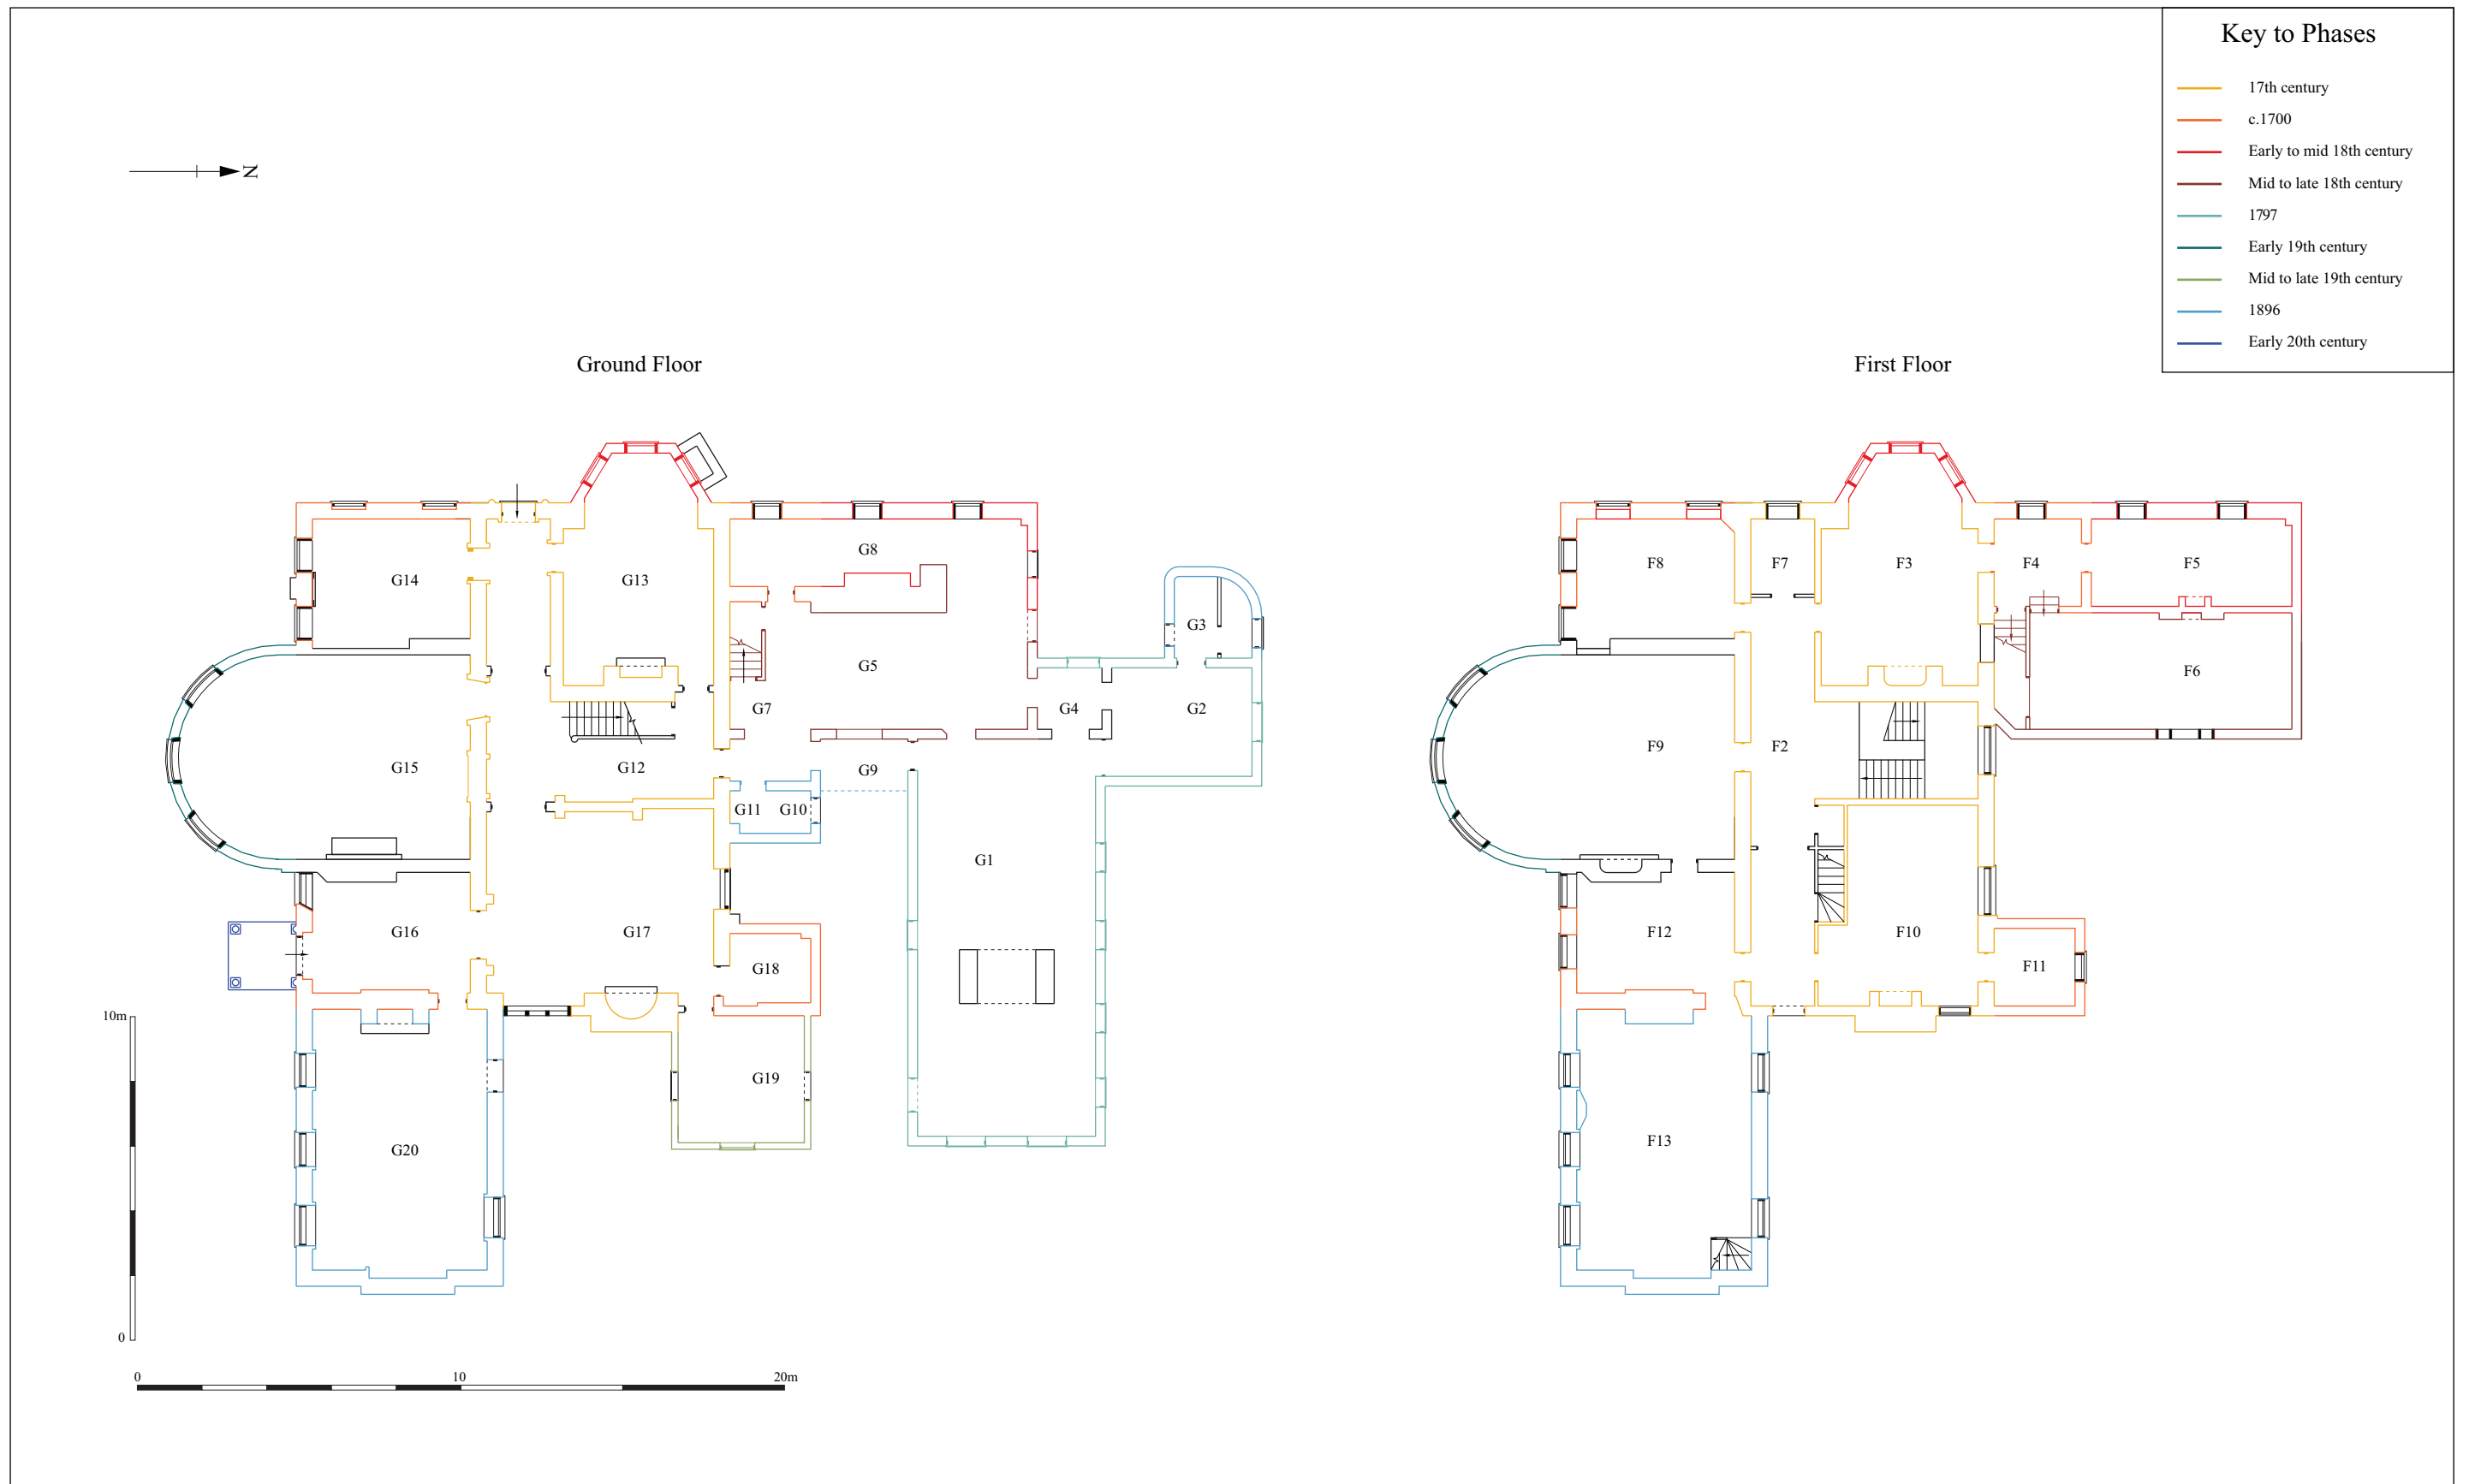 Key to Phases
17th century
c.1700
Early to mid 18th century
Mid to late 18th century
1797
Early 19th century
Mid to late 19th century
1896
Early 20th century
N
Ground Floor
First Floor
G8
G14
G13
G3
G5
G7
G4
G2
G15
G12
G9
G11
G10
G1
G16
G17
G18
G19
G20
F8
F7
F3
F4
F5
F6
F9
F2
F12
F10
F11
F13
10m
0
0
10
20m